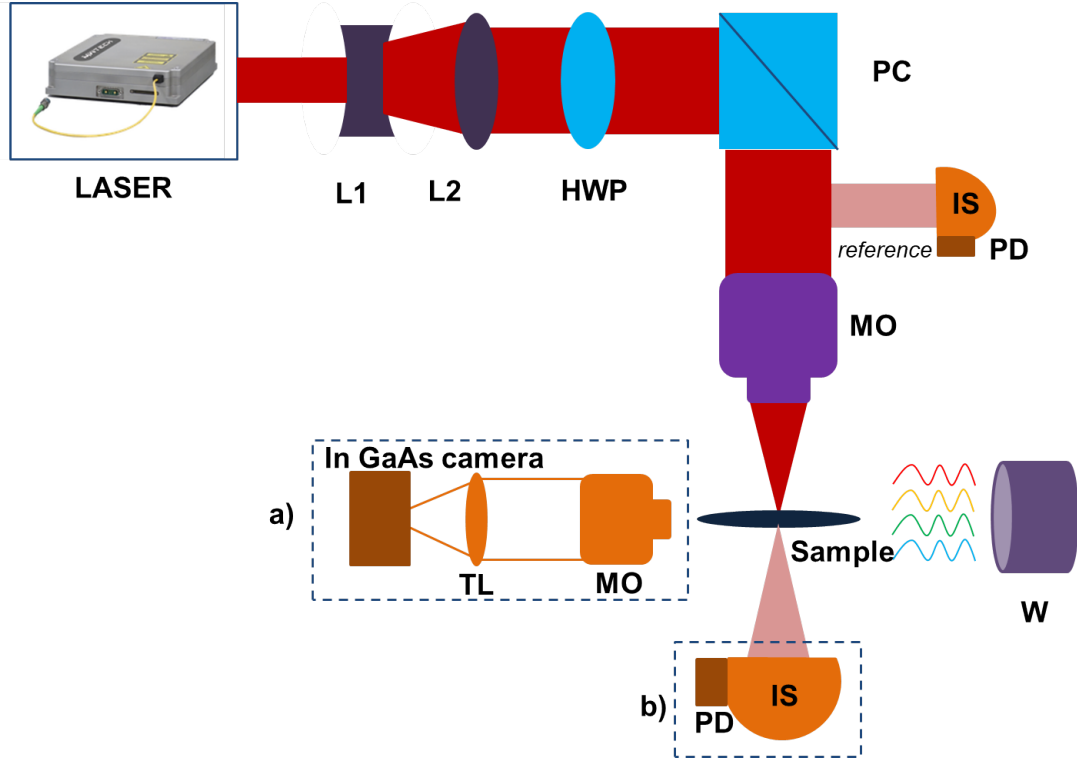 LASER
L1
L2
HWP
PC
IS
PD
reference
MO
In GaAs camera
a)
TL
MO
Sample
W
b)
PD
IS